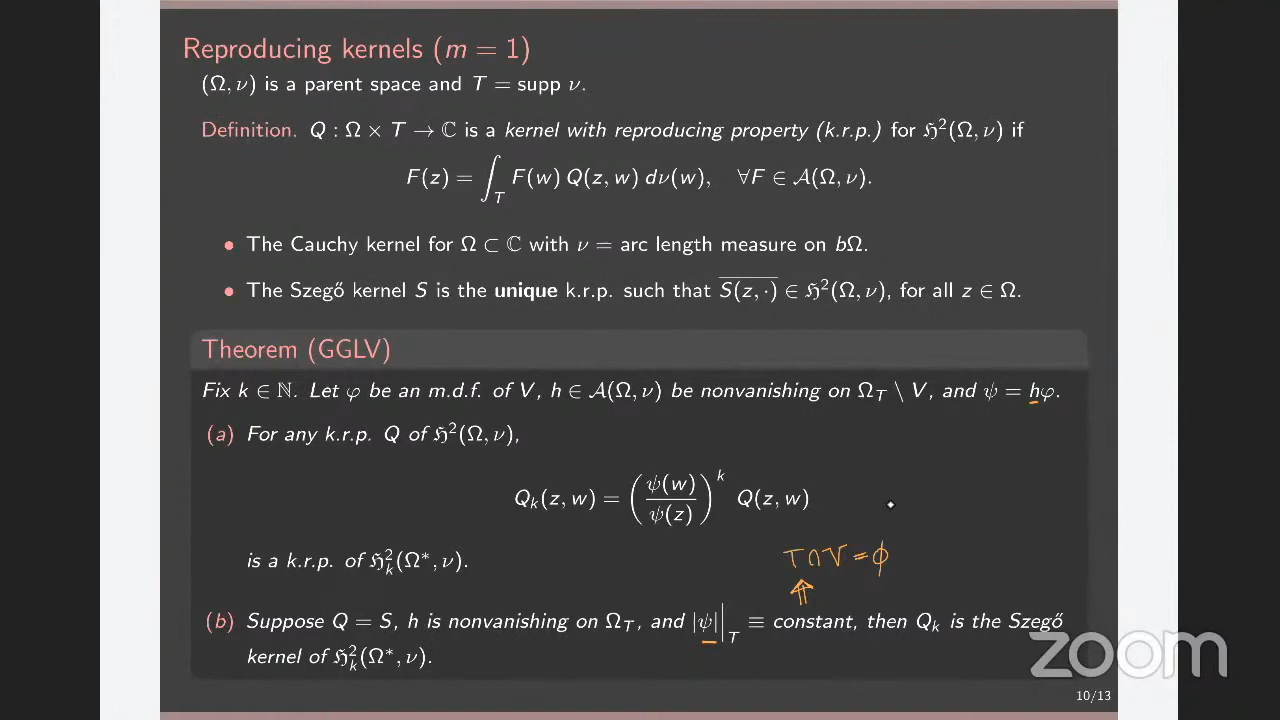 Reproducing kernels (m = 1)
(Ω, ν) is a parent space and T = supp ν.
Definition. Q : Ω × T → ℂ is a kernel with reproducing property (k.r.p.) for ℌ²(Ω, ν) if
F(z) = ∫_T F(w) Q(z, w) dν(w), ∀F ∈ 𝒜(Ω, ν).
• The Cauchy kernel for Ω ⊂ ℂ with ν = arc length measure on bΩ.
• The Szegő kernel S is the unique k.r.p. such that \overline{S(z, ·)} ∈ ℌ²(Ω, ν), for all z ∈ Ω.
Theorem (GGLV)
Fix k ∈ ℕ. Let φ be an m.d.f. of V, h ∈ 𝒜(Ω, ν) be nonvanishing on Ω_T \ V, and ψ = hφ.
(a) For any k.r.p. Q of ℌ²(Ω, ν),
Q_k(z, w) = (ψ(w)/ψ(z))^k Q(z, w)
is a k.r.p. of ℌ²_k(Ω*, ν).
T ∩ V = ϕ
⇑
(b) Suppose Q = S, h is nonvanishing on Ω_T, and |ψ||_T ≡ constant, then Q_k is the Szegő
kernel of ℌ²_k(Ω*, ν).
zoom
10/13